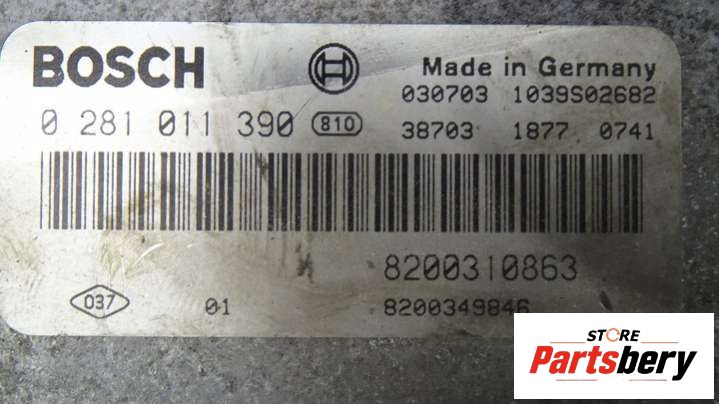 BOSCH
Made in Germany
030703 1039S02682
0 281 011 390 810
38703 1877 0741
8200310863
037 01 8200349846
STORE
Partsbery